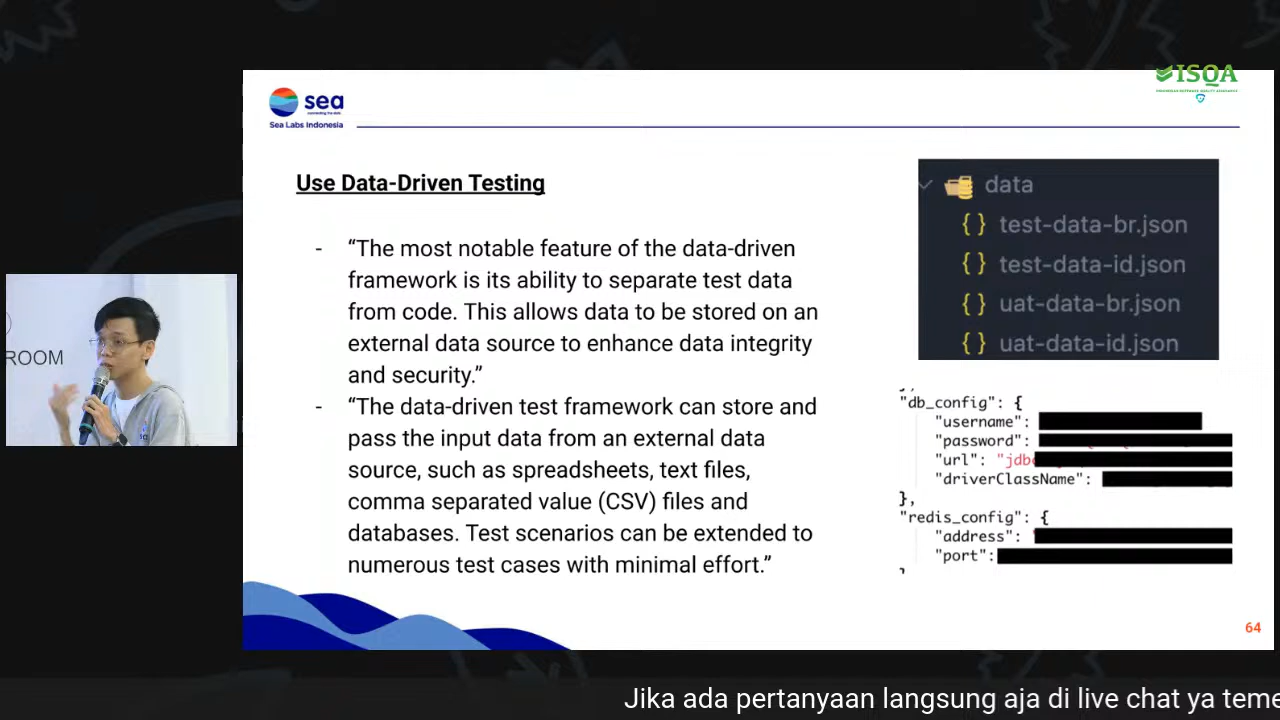 ISQA
sea
Sea Labs Indonesia
Use Data-Driven Testing
- “The most notable feature of the data-driven
framework is its ability to separate test data
from code. This allows data to be stored on an
external data source to enhance data integrity
and security.”
- “The data-driven test framework can store and
pass the input data from an external data
source, such as spreadsheets, text files,
comma separated value (CSV) files and
databases. Test scenarios can be extended to
numerous test cases with minimal effort.”
data
{ } test-data-br.json
{ } test-data-id.json
{ } uat-data-br.json
{ } uat-data-id.json
"db_config": {
"username":
"password":
"url": "jdb
"driverClassName":
},
"redis_config": {
"address":
"port":
ROOM
64
Jika ada pertanyaan langsung aja di live chat ya teme